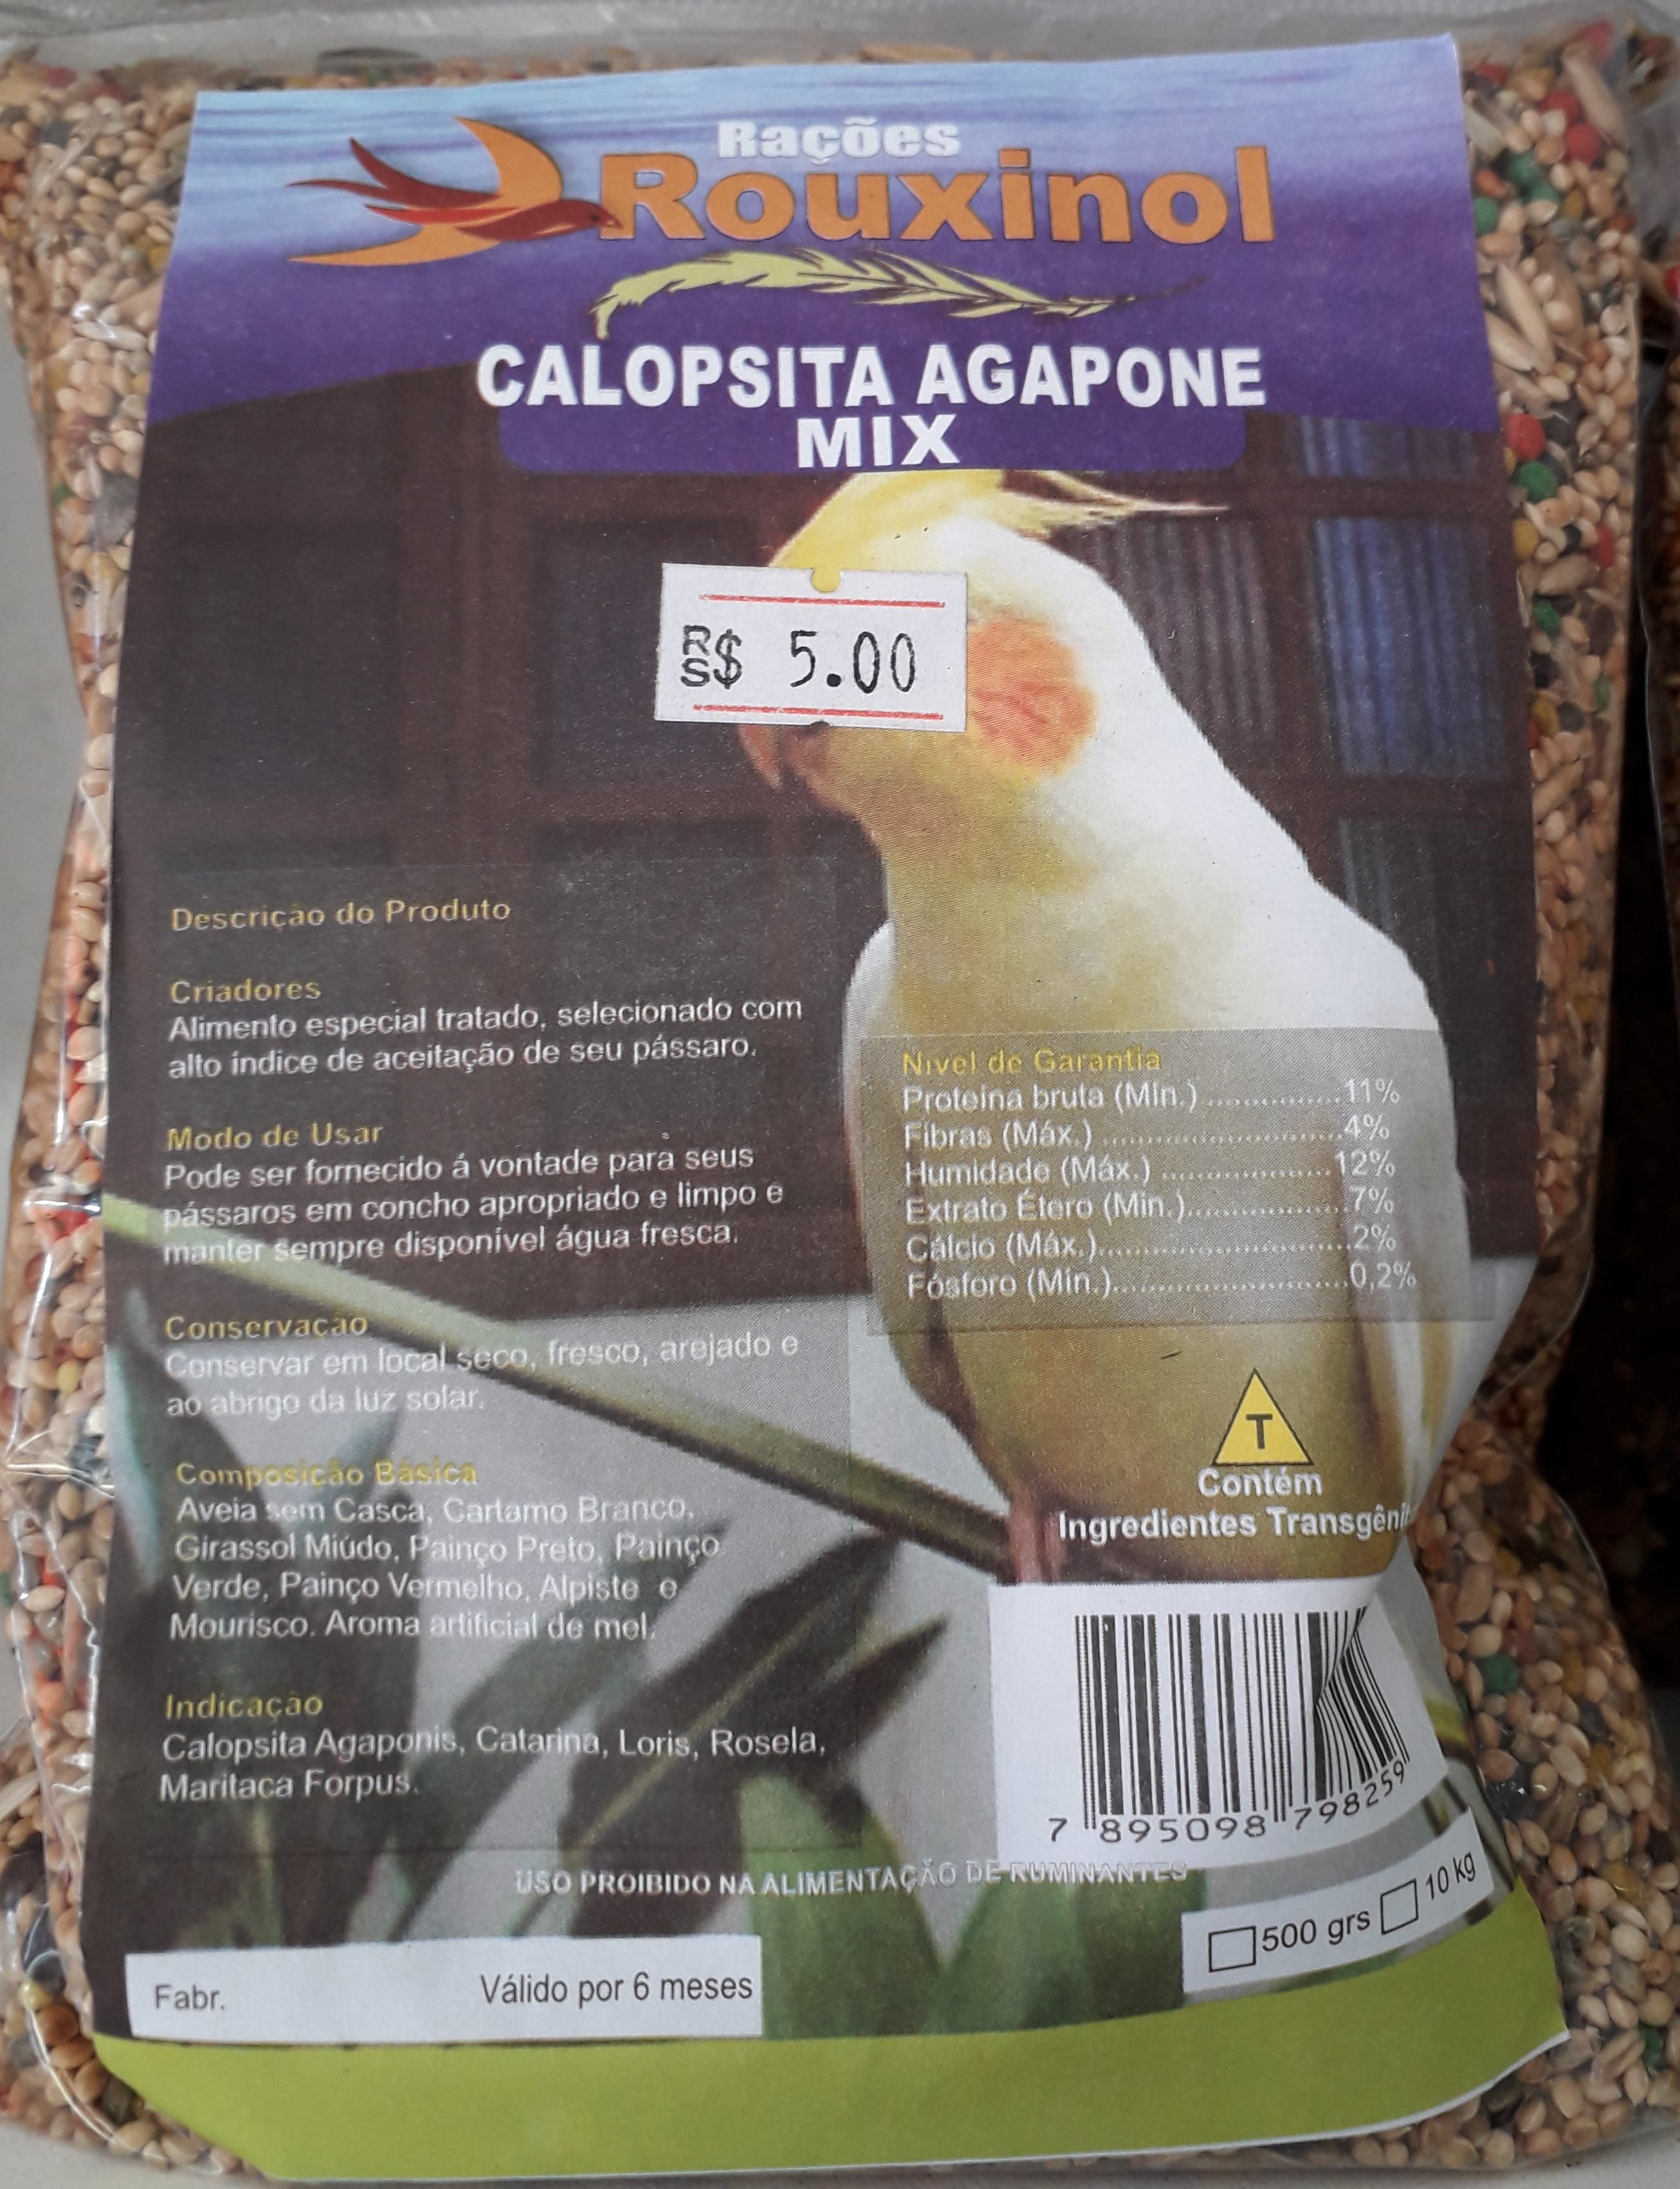 Rações
Rouxinol
CALOPSITA AGAPONE
MIX
R$ 5.00
Descrição do Produto
Criadores
Alimento especial tratado, selecionado com
alto índice de aceitação de seu pássaro.
Modo de Usar
Pode ser fornecido á vontade para seus
pássaros em concho apropriado e limpo e
manter sempre disponível água fresca.
Conservação
Conservar em local seco, fresco, arejado e
ao abrigo da luz solar.
Composição Básica
Aveia sem Casca, Cartamo Branco,
Girassol Miúdo, Painço Preto, Painço
Verde, Painço Vermelho, Alpiste e
Mourisco. Aroma artificial de mel.
Indicação
Calopsita Agaponis, Catarina, Loris, Rosela,
Maritaca Forpus.
Nível de Garantia
Proteína bruta (Mín.) ............... 11%
Fibras (Máx.) ........................... 4%
Humidade (Máx.) ................... 12%
Extrato Étero (Mín.).................. 7%
Cálcio (Máx.)............................ 2%
Fósforo (Mín.)......................... 0,2%
T
Contém
Ingredientes Transgêni
7 895098 798259
USO PROIBIDO NA ALIMENTAÇÃO DE RUMINANTES
500 grs 10 kg
Fabr. Válido por 6 meses